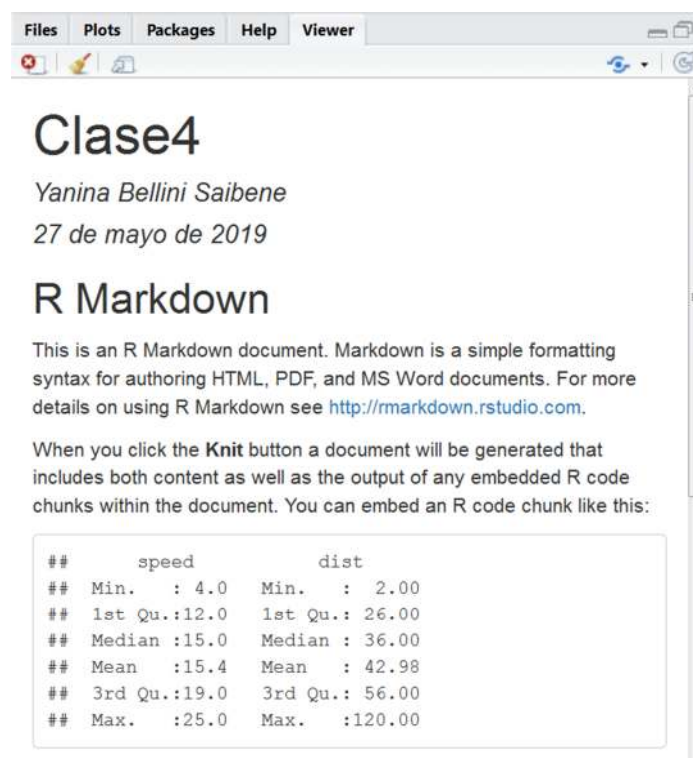 Files Plots Packages Help Viewer
Clase4
Yanina Bellini Saibene
27 de mayo de 2019
R Markdown
This is an R Markdown document. Markdown is a simple formatting
syntax for authoring HTML, PDF, and MS Word documents. For more
details on using R Markdown see http://rmarkdown.rstudio.com.
When you click the Knit button a document will be generated that
includes both content as well as the output of any embedded R code
chunks within the document. You can embed an R code chunk like this:
##      speed           dist
##  Min.   : 4.0   Min.   :  2.00
##  1st Qu.:12.0   1st Qu.: 26.00
##  Median :15.0   Median : 36.00
##  Mean   :15.4   Mean   : 42.98
##  3rd Qu.:19.0   3rd Qu.: 56.00
##  Max.   :25.0   Max.   :120.00